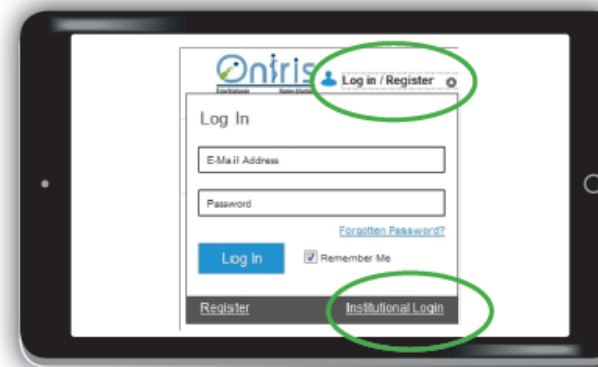 Oniris
Log in / Register
Log In
E-Mail Address
Password
Forgotten Password?
Log In
Remember Me
Register
Institutional Login